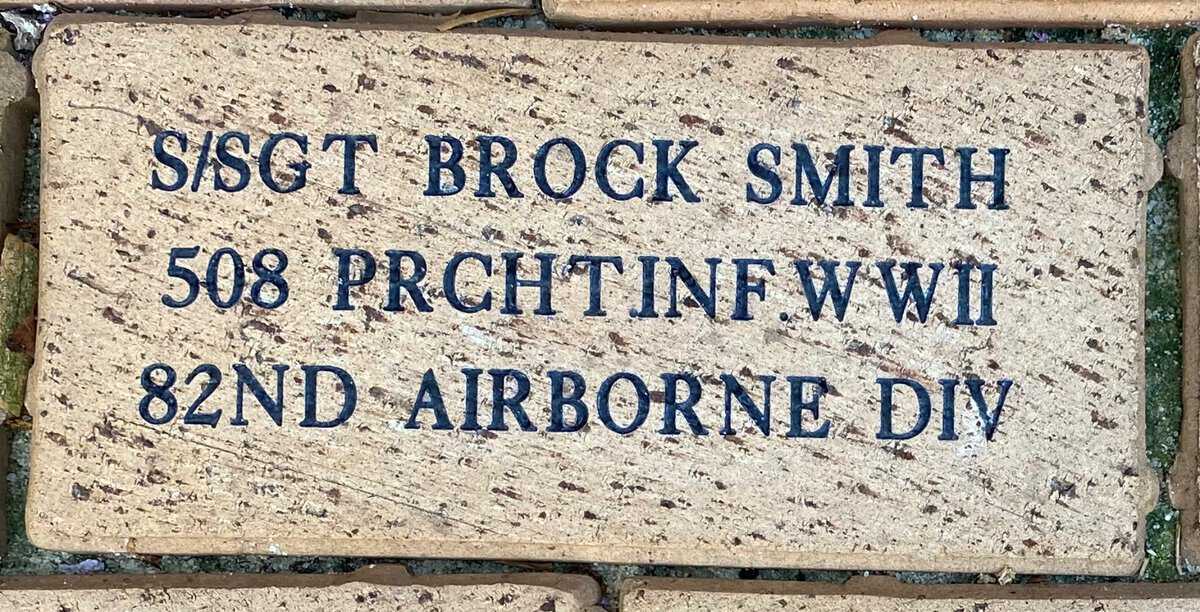 S/SGT BROCK SMITH
508 PRCHT.INF.WWII
82ND AIRBORNE DIV